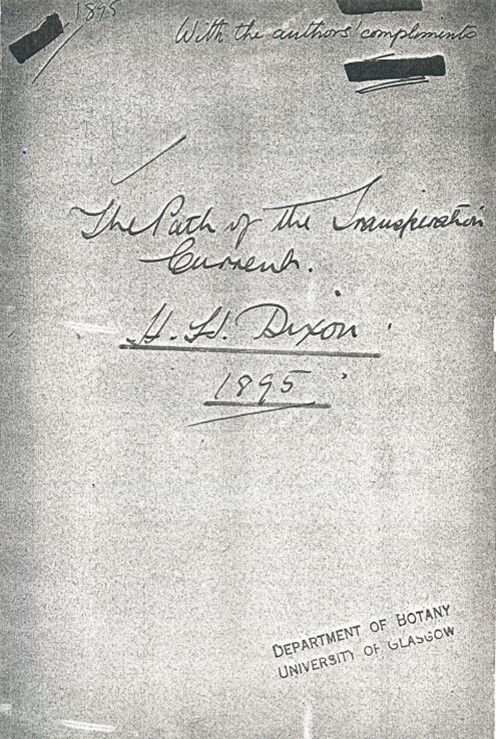 1895
With the authors' compliments
The Path of the Transpiration
Current.
H. H. Dixon.
1895
DEPARTMENT OF BOTANY
UNIVERSITY OF GLASGOW